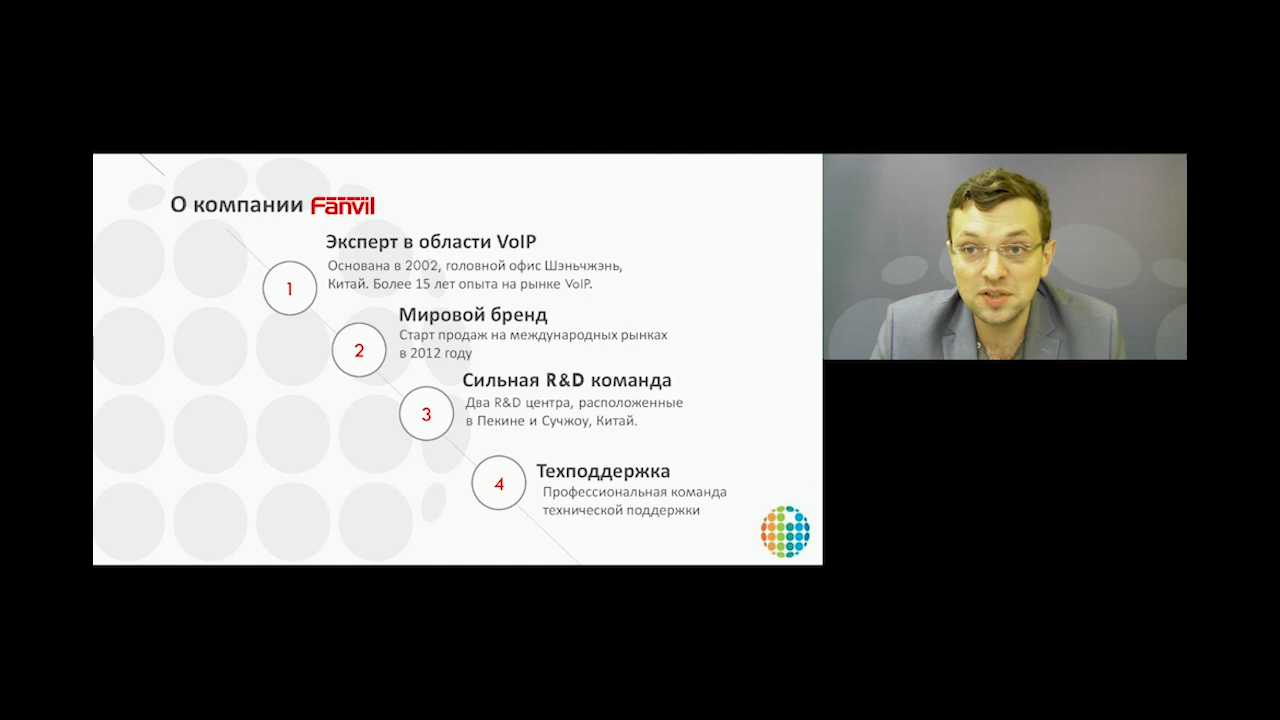 О компании Fanvil
Эксперт в области VoIP
1
Основана в 2002, головной офис Шэньчжэнь,
Китай. Более 15 лет опыта на рынке VoIP.
Мировой бренд
2
Старт продаж на международных рынках
в 2012 году
Сильная R&D команда
3
Два R&D центра, расположенные
в Пекине и Сучжоу, Китай.
Техподдержка
4
Профессиональная команда
технической поддержки